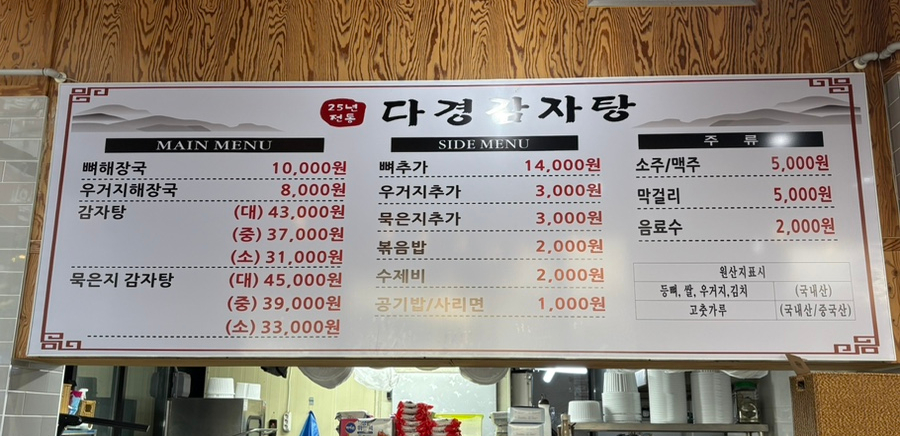 25년 전통 다경감자탕
MAIN MENU
뼈해장국 10,000원
우거지해장국 8,000원
감자탕 (대) 43,000원
(중) 37,000원
(소) 31,000원
묵은지 감자탕 (대) 45,000원
(중) 39,000원
(소) 33,000원
SIDE MENU
뼈추가 14,000원
우거지추가 3,000원
묵은지추가 3,000원
볶음밥 2,000원
수제비 2,000원
공기밥/사리면 1,000원
주 류
소주/맥주 5,000원
막걸리 5,000원
음료수 2,000원
원산지표시
등뼈, 쌀, 우거지, 김치 (국내산)
고춧가루 (국내산/중국산)